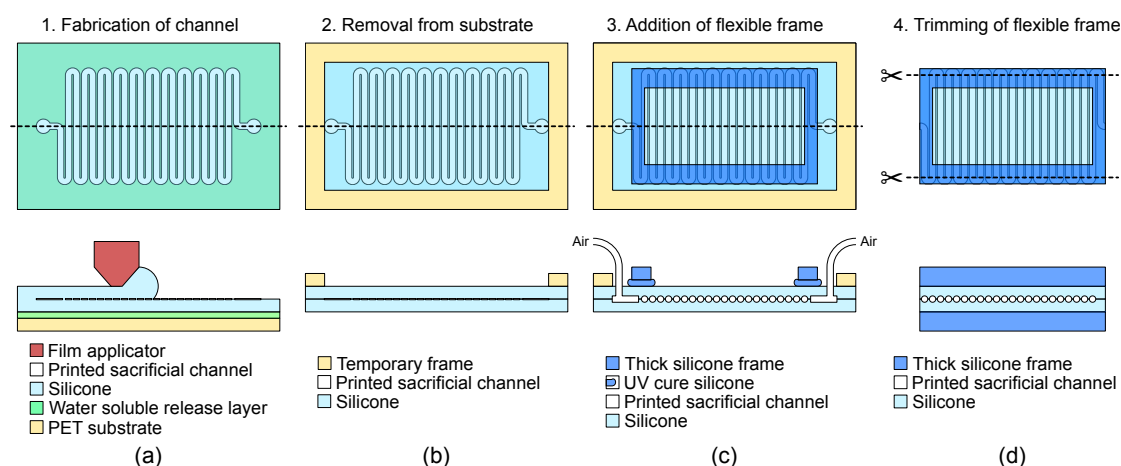 1. Fabrication of channel
2. Removal from substrate
3. Addition of flexible frame
4. Trimming of flexible frame
Air
Air
Film applicator
Printed sacrificial channel
Silicone
Water soluble release layer
PET substrate
(a)
Temporary frame
Printed sacrificial channel
Silicone
(b)
Thick silicone frame
UV cure silicone
Printed sacrificial channel
Silicone
(c)
Thick silicone frame
Printed sacrificial channel
Silicone
(d)